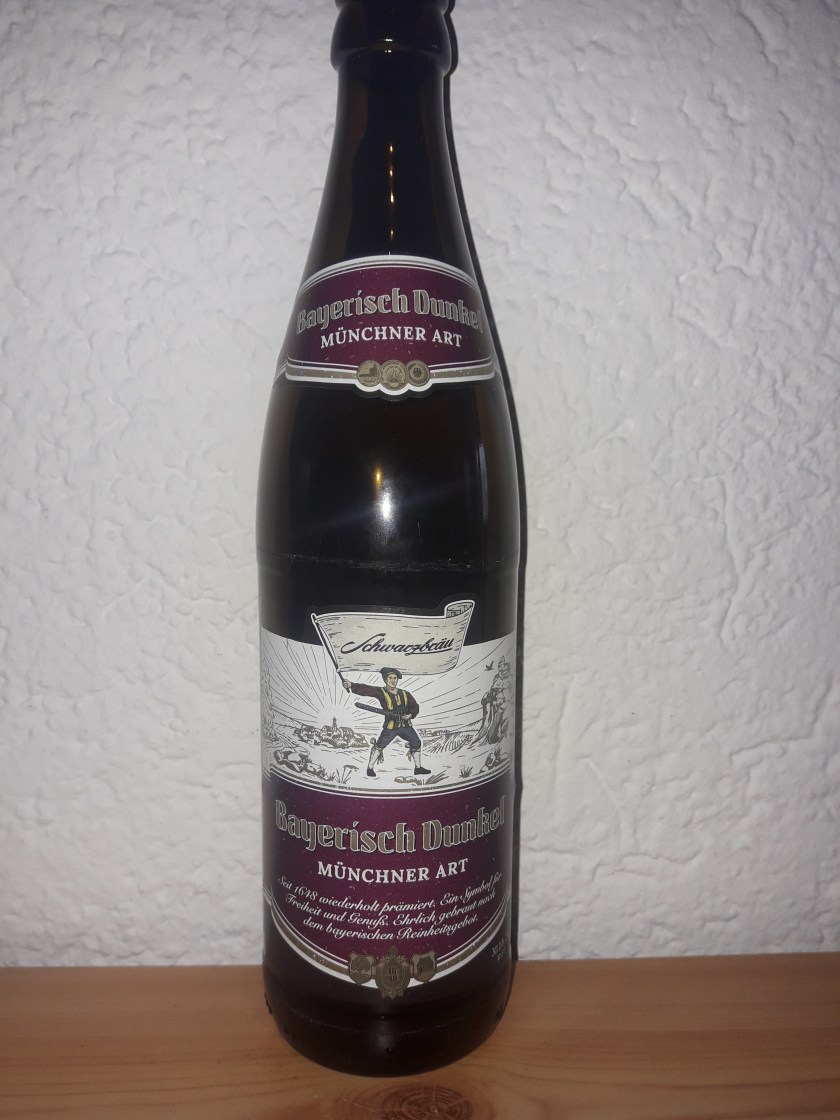 Bayerisch Dunkel
MÜNCHNER ART
Schwarzbräu
Bayerisch Dunkel
MÜNCHNER ART
Seit 1648 wiederholt prämiert. Ein Symbol für
Freiheit und Genuß. Ehrlich gebraut nach
dem bayerischen Reinheitsgebot.